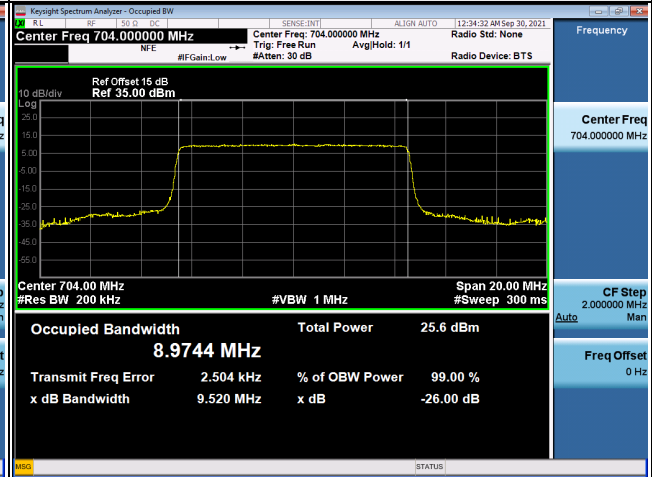 Keysight Spectrum Analyzer - Occupied BW
RL RF 50 Ω DC SENSE:INT ALIGN AUTO 12:34:32 AM Sep 30, 2021
Center Freq 704.000000 MHz
NFE
#IFGain:Low
Center Freq: 704.000000 MHz
Trig: Free Run Avg|Hold: 1/1
#Atten: 30 dB
Radio Std: None
Radio Device: BTS
Frequency
Ref Offset 15 dB
10 dB/div Ref 35.00 dBm
Log
25.0
15.0
5.00
-5.00
-15.0
-25.0
-35.0
-45.0
-55.0
Center Freq
704.000000 MHz
Center 704.00 MHz Span 20.00 MHz
#Res BW 200 kHz #VBW 1 MHz #Sweep 300 ms
CF Step
2.000000 MHz
Auto Man
Occupied Bandwidth Total Power 25.6 dBm
8.9744 MHz
Transmit Freq Error 2.504 kHz % of OBW Power 99.00 %
x dB Bandwidth 9.520 MHz x dB -26.00 dB
Freq Offset
0 Hz
MSG STATUS